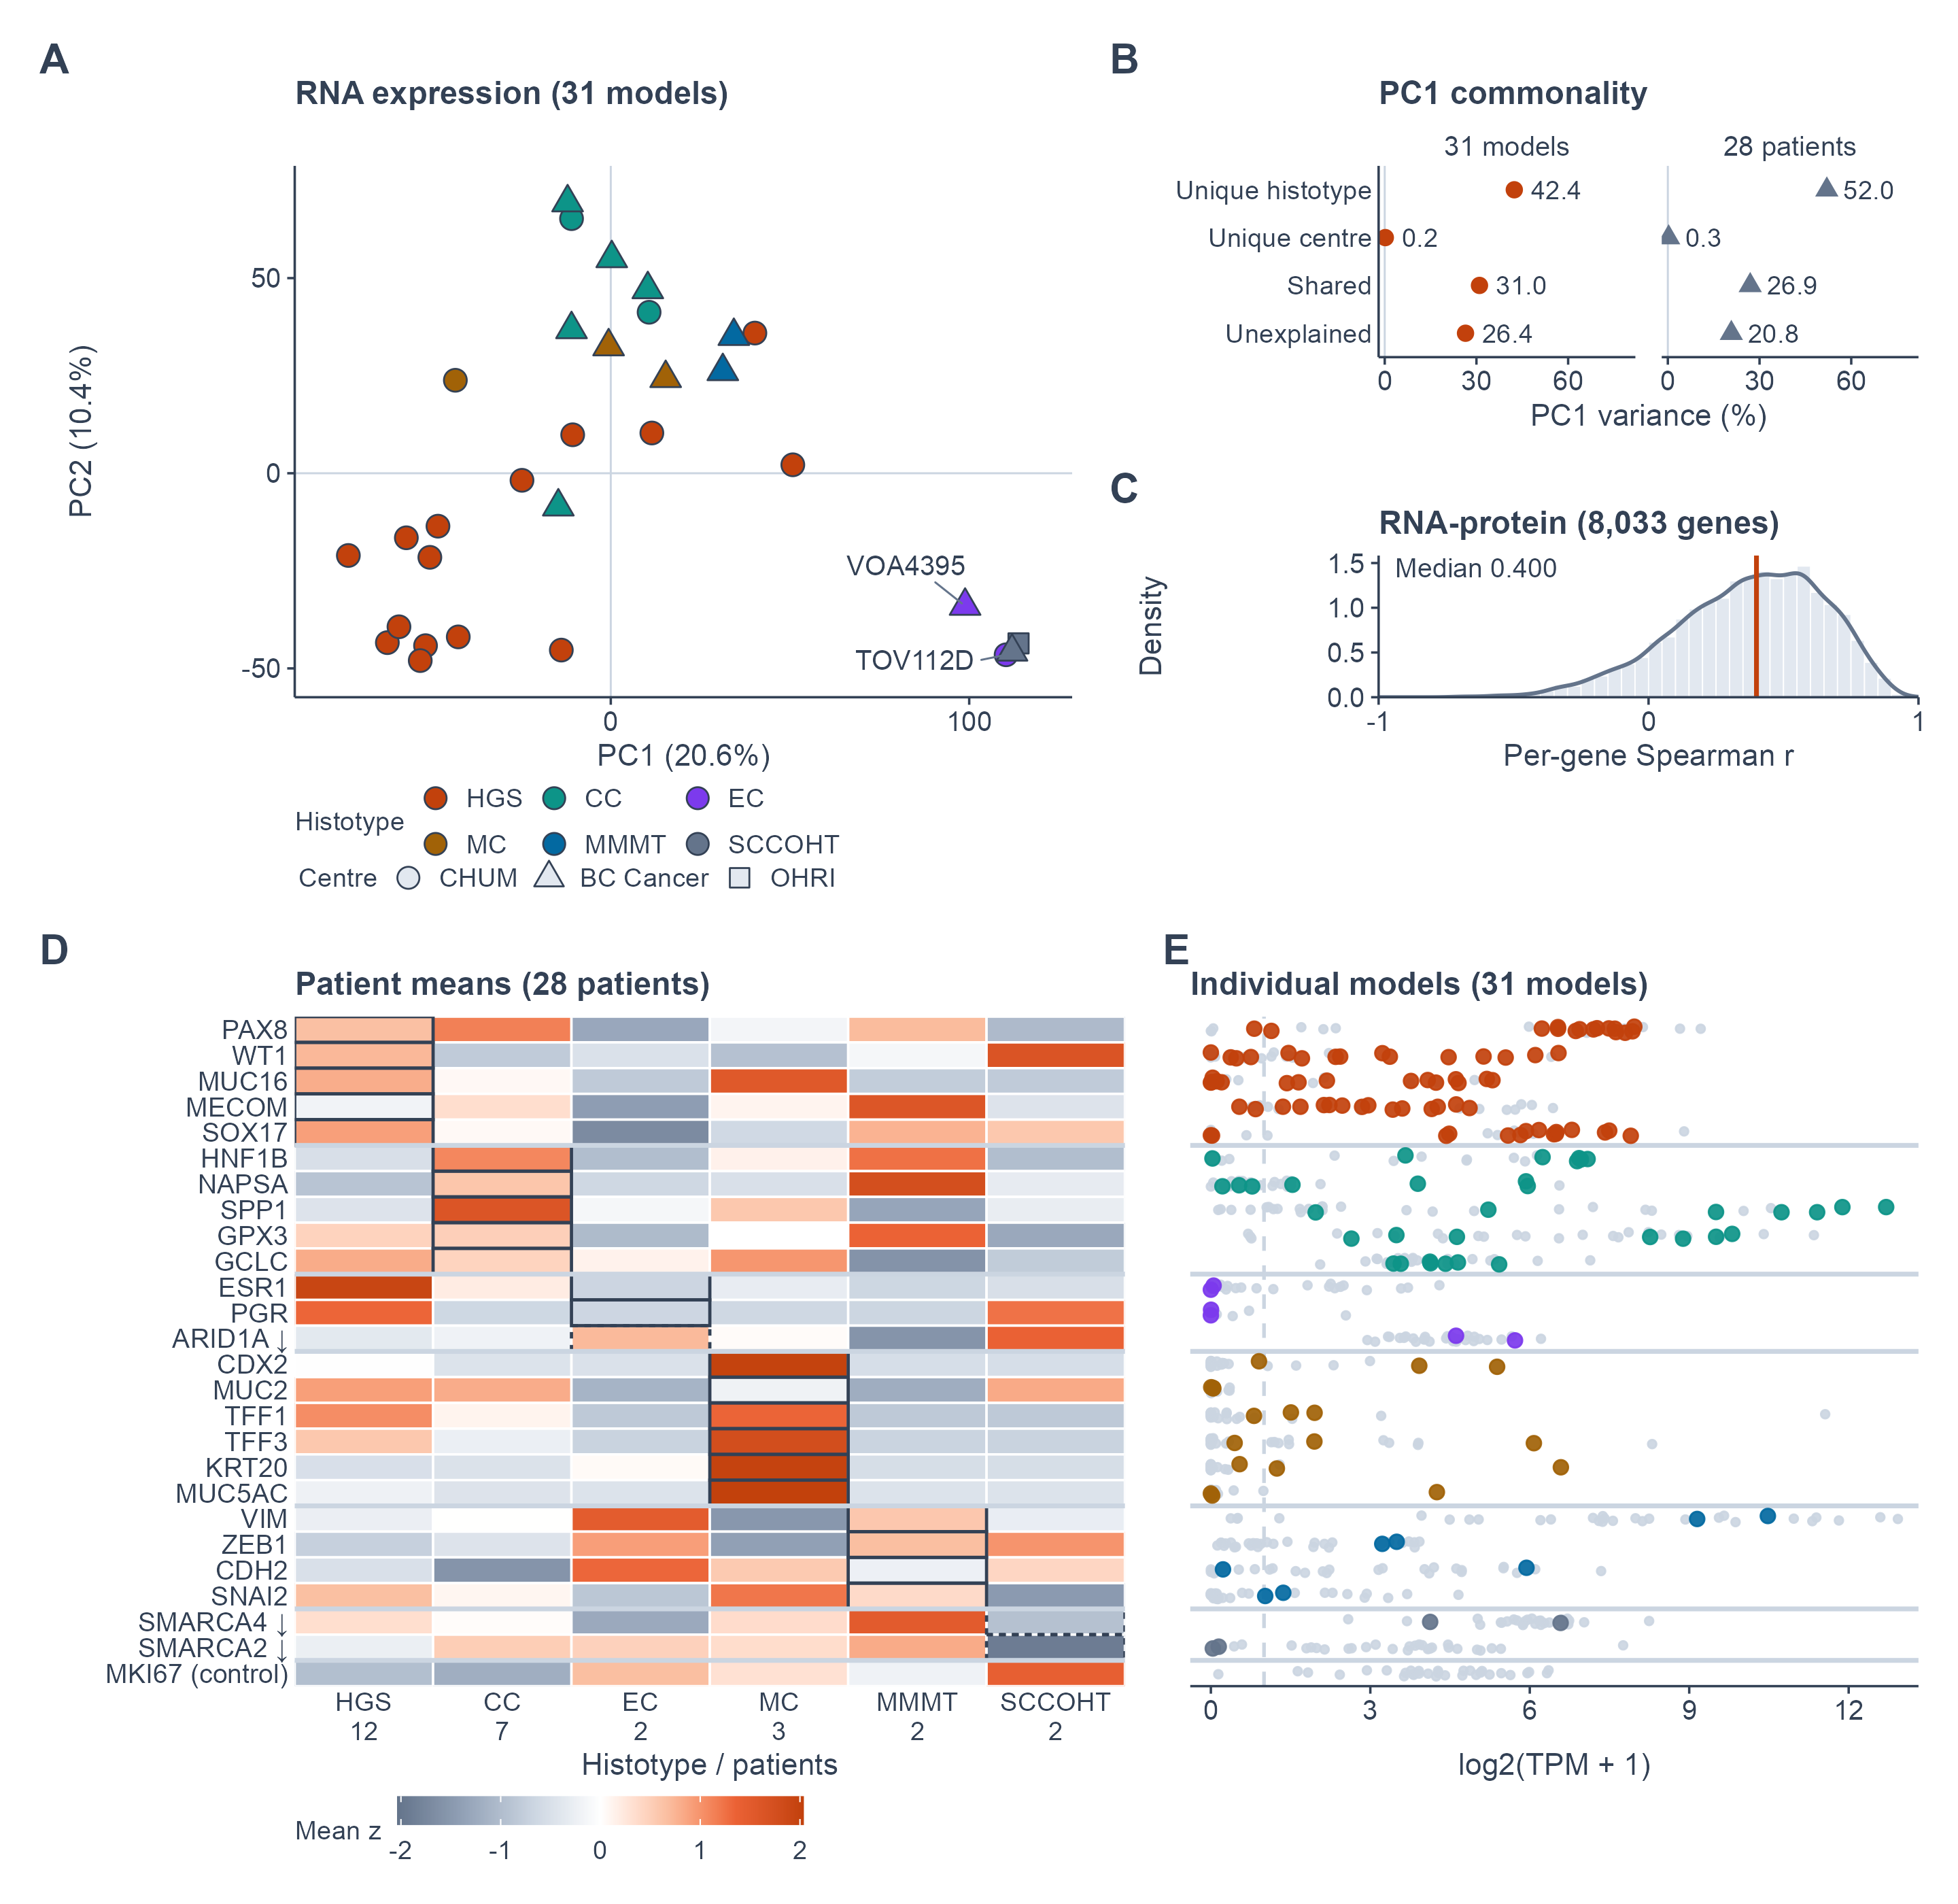 A
RNA expression (31 models)
PC2 (10.4%)
50
0
-50
VOA4395
TOV112D
0
100
PC1 (20.6%)
Histotype
HGS
CC
EC
MC
MMMT
SCCOHT
Centre
CHUM
BC Cancer
OHRI
B
PC1 commonality
31 models
28 patients
Unique histotype
42.4
52.0
Unique centre
0.2
0.3
Shared
31.0
26.9
Unexplained
26.4
20.8
0
30
60
0
30
60
PC1 variance (%)
C
RNA-protein (8,033 genes)
Density
1.5
1.0
0.5
0.0
Median 0.400
-1
0
1
Per-gene Spearman r
D
Patient means (28 patients)
PAX8
WT1
MUC16
MECOM
SOX17
HNF1B
NAPSA
SPP1
GPX3
GCLC
ESR1
PGR
ARID1A ↓
CDX2
MUC2
TFF1
TFF3
KRT20
MUC5AC
VIM
ZEB1
CDH2
SNAI2
SMARCA4 ↓
SMARCA2 ↓
MKI67 (control)
HGS
12
CC
7
EC
2
MC
3
MMMT
2
SCCOHT
2
Histotype / patients
Mean z
-2
-1
0
1
2
E
Individual models (31 models)
0
3
6
9
12
log2(TPM + 1)